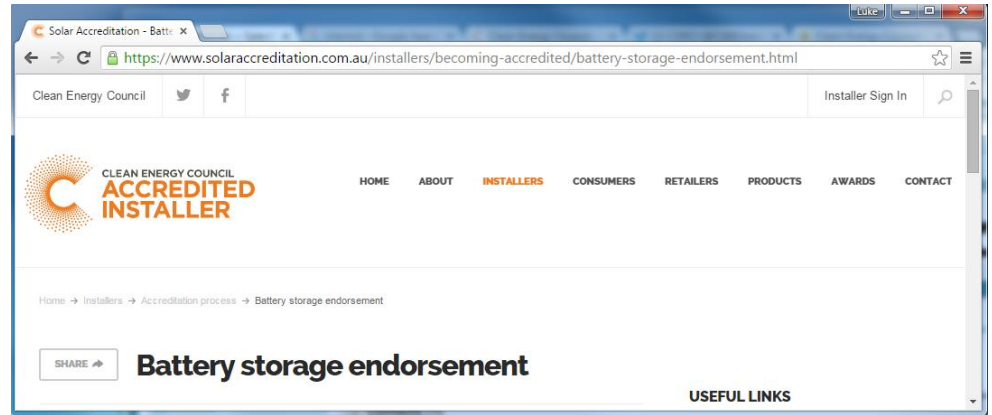 Luke
Solar Accreditation - Batte
https://www.solaraccreditation.com.au/installers/becoming-accredited/battery-storage-endorsement.html
Clean Energy Council
Installer Sign In
CLEAN ENERGY COUNCIL
ACCREDITED
INSTALLER
HOME ABOUT INSTALLERS CONSUMERS RETAILERS PRODUCTS AWARDS CONTACT
Home → Installers → Accreditation process → Battery storage endorsement
SHARE
Battery storage endorsement
USEFUL LINKS